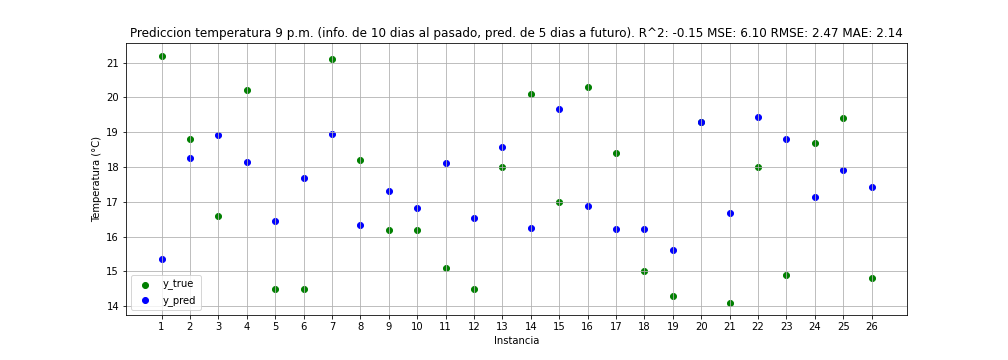 Prediccion temperatura 9 p.m. (info. de 10 dias al pasado, pred. de 5 dias a futuro). R^2: -0.15 MSE: 6.10 RMSE: 2.47 MAE: 2.14
Temperatura (°C)
21
20
19
18
17
16
15
14
y_true
y_pred
1 2 3 4 5 6 7 8 9 10 11 12 13 14 15 16 17 18 19 20 21 22 23 24 25 26
Instancia